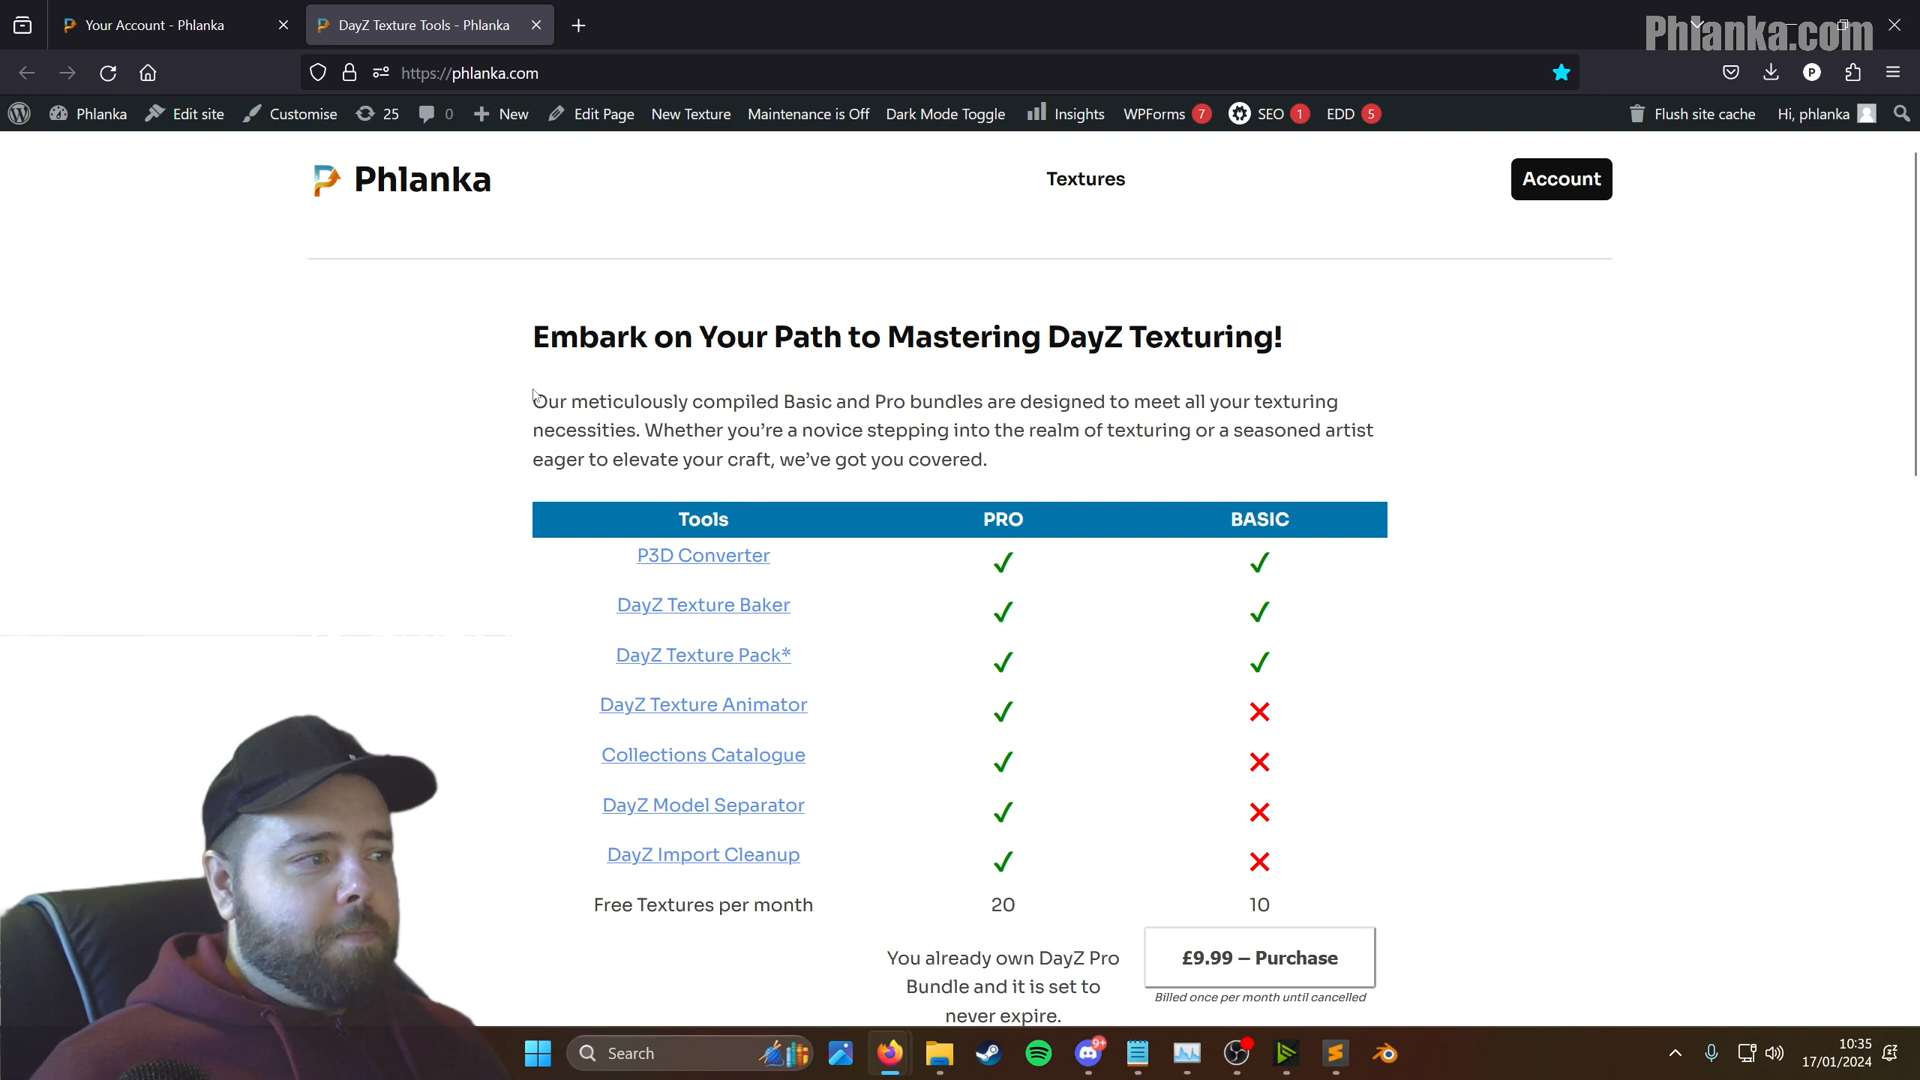 Your Account - Phlanka
DayZ Texture Tools - Phlanka
Phlanka.com
https://phlanka.com
P
Phlanka
Edit site
Customise
25
0
New
Edit Page
New Texture
Maintenance is Off
Dark Mode Toggle
Insights
WPForms 7
SEO 1
EDD 5
Flush site cache
Hi, phlanka
Phlanka
Textures
Account
Embark on Your Path to Mastering DayZ Texturing!
Our meticulously compiled Basic and Pro bundles are designed to meet all your texturing
necessities. Whether you’re a novice stepping into the realm of texturing or a seasoned artist
eager to elevate your craft, we’ve got you covered.
Tools PRO BASIC
P3D Converter
DayZ Texture Baker
DayZ Texture Pack*
DayZ Texture Animator
Collections Catalogue
DayZ Model Separator
DayZ Import Cleanup
Free Textures per month 20 10
You already own DayZ Pro
Bundle and it is set to
never expire.
£9.99 – Purchase
Billed once per month until cancelled
Search
9+
10:35
17/01/2024